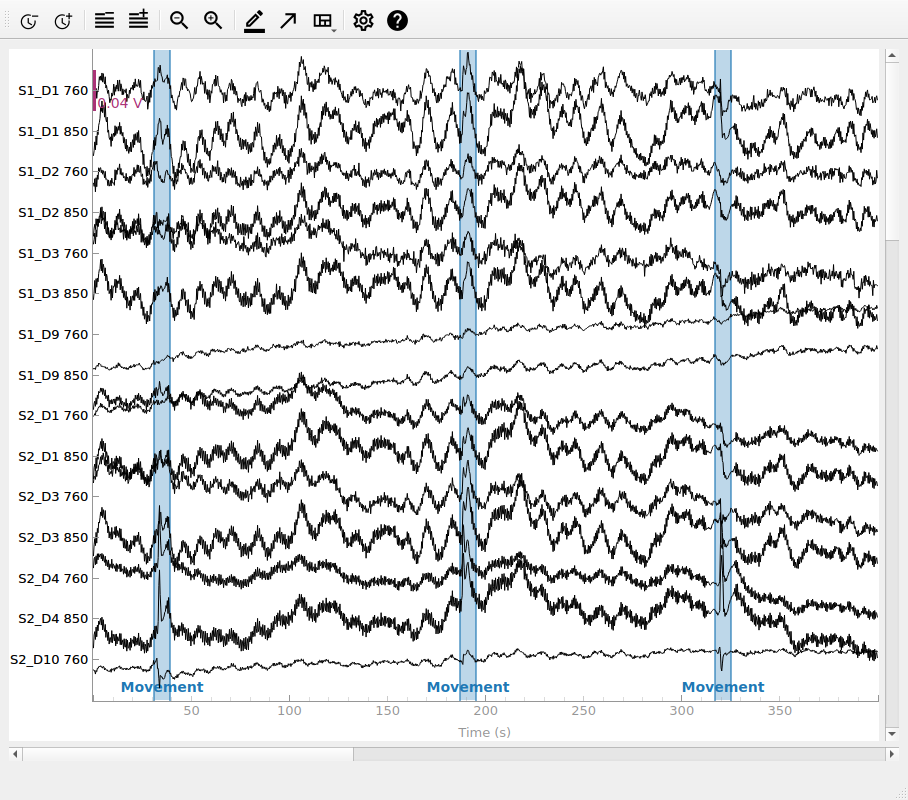 S1_D1 760
0.04 V
S1_D1 850
S1_D2 760
S1_D2 850
S1_D3 760
S1_D3 850
S1_D9 760
S1_D9 850
S2_D1 760
S2_D1 850
S2_D3 760
S2_D3 850
S2_D4 760
S2_D4 850
S2_D10 760
Movement Movement Movement
50 100 150 200 250 300 350
Time (s)